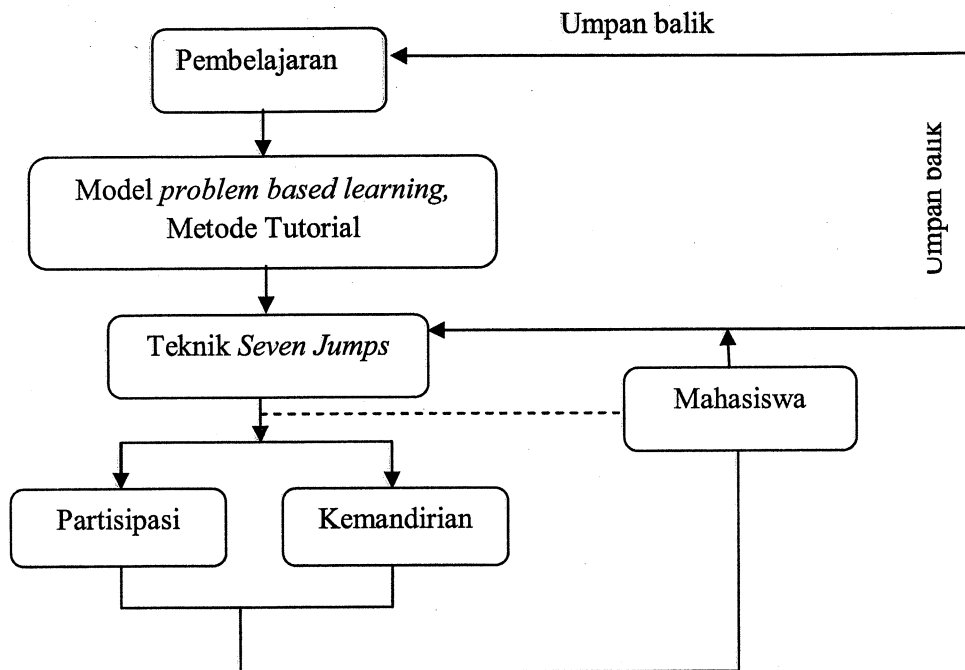 Umpan balik
Pembelajaran
Umpan balik
Model problem based learning,
Metode Tutorial
Teknik Seven Jumps
Mahasiswa
Partisipasi
Kemandirian